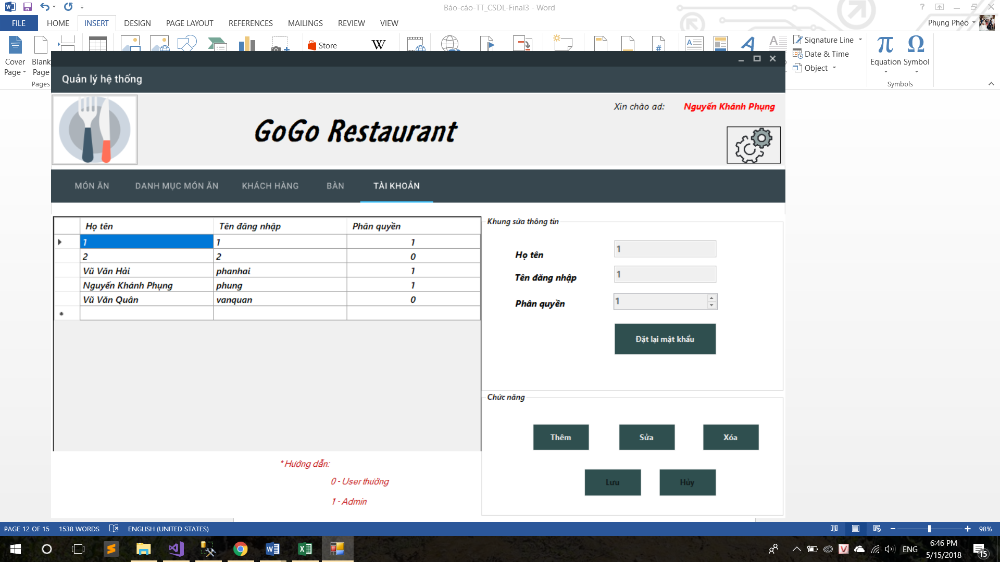 Báo-cáo-TT_CSDL-Final3 - Word
FILE HOME INSERT DESIGN PAGE LAYOUT REFERENCES MAILINGS REVIEW VIEW
Phụng Phèo
Store
W
Signature Line
Date & Time
Object
Cover Page
Blank Page
Equation
Symbol
Pages
Symbols
Quản lý hệ thống
Xin chào ad: Nguyễn Khánh Phụng
GoGo Restaurant
MÓN ĂN DANH MỤC MÓN ĂN KHÁCH HÀNG BÀN TÀI KHOẢN
Họ tên Tên đăng nhập Phân quyền
1 1 1
2 2 0
Vũ Văn Hải phanhai 1
Nguyễn Khánh Phụng phung 1
Vũ Văn Quân vanquan 0
* Hướng dẫn:
0 - User thường
1 - Admin
Khung sửa thông tin
Họ tên 1
Tên đăng nhập 1
Phân quyền 1
Đặt lại mật khẩu
Chức năng
Thêm Sửa Xóa
Lưu Hủy
PAGE 12 OF 15 1538 WORDS ENGLISH (UNITED STATES) 98%
ENG
6:46 PM
5/15/2018
15